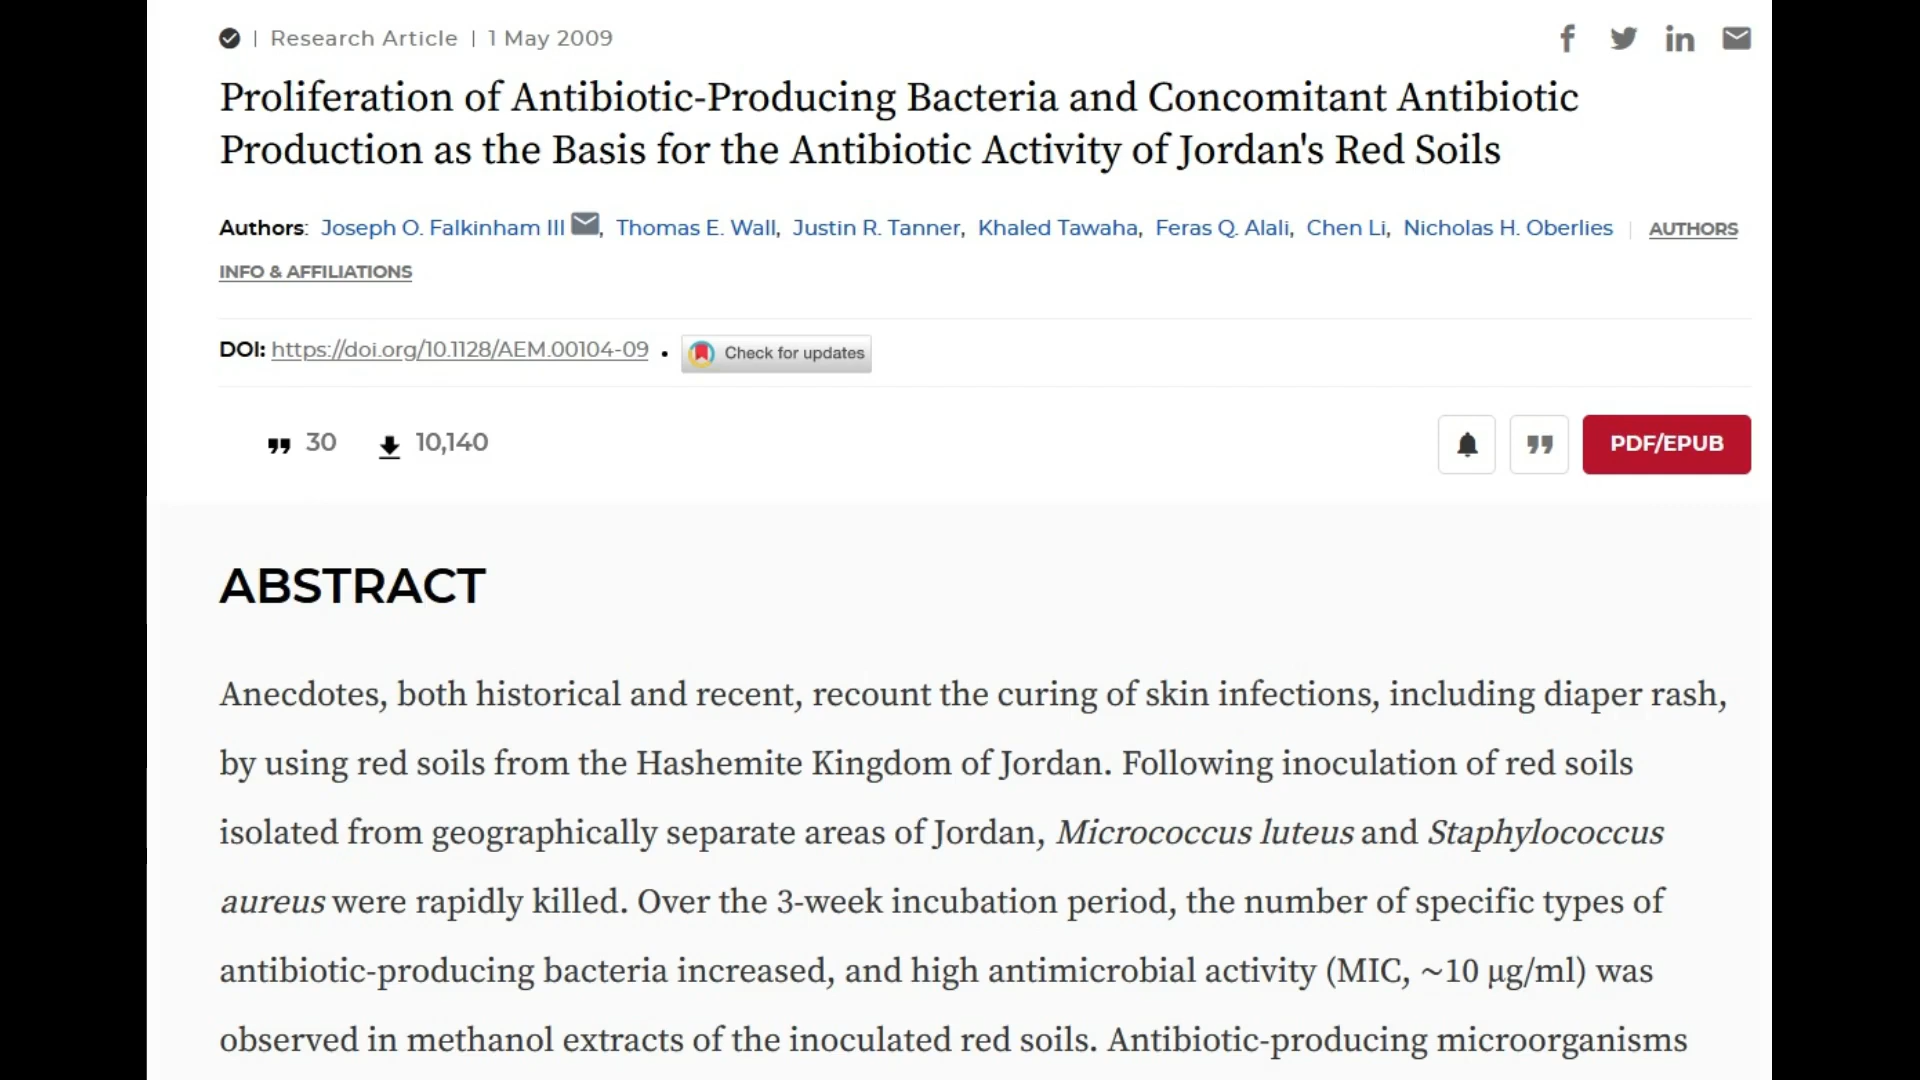 | Research Article | 1 May 2009
Proliferation of Antibiotic-Producing Bacteria and Concomitant Antibiotic
Production as the Basis for the Antibiotic Activity of Jordan's Red Soils
Authors: Joseph O. Falkinham III, Thomas E. Wall, Justin R. Tanner, Khaled Tawaha, Feras Q. Alali, Chen Li, Nicholas H. Oberlies | AUTHORS
INFO & AFFILIATIONS
DOI: https://doi.org/10.1128/AEM.00104-09 • Check for updates
30 10,140 PDF/EPUB
ABSTRACT
Anecdotes, both historical and recent, recount the curing of skin infections, including diaper rash,
by using red soils from the Hashemite Kingdom of Jordan. Following inoculation of red soils
isolated from geographically separate areas of Jordan, Micrococcus luteus and Staphylococcus
aureus were rapidly killed. Over the 3-week incubation period, the number of specific types of
antibiotic-producing bacteria increased, and high antimicrobial activity (MIC, ~10 μg/ml) was
observed in methanol extracts of the inoculated red soils. Antibiotic-producing microorganisms